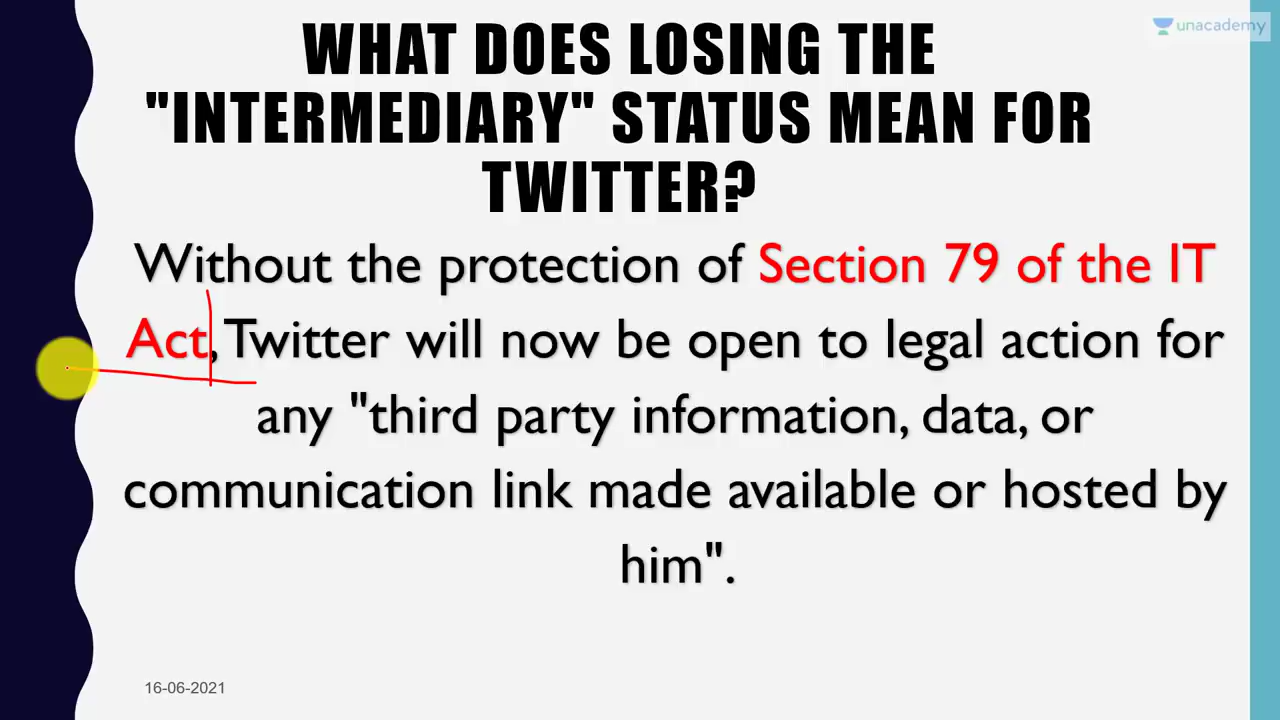 unacademy
WHAT DOES LOSING THE
"INTERMEDIARY" STATUS MEAN FOR
TWITTER?
Without the protection of Section 79 of the IT
Act, Twitter will now be open to legal action for
any "third party information, data, or
communication link made available or hosted by
him".
16-06-2021